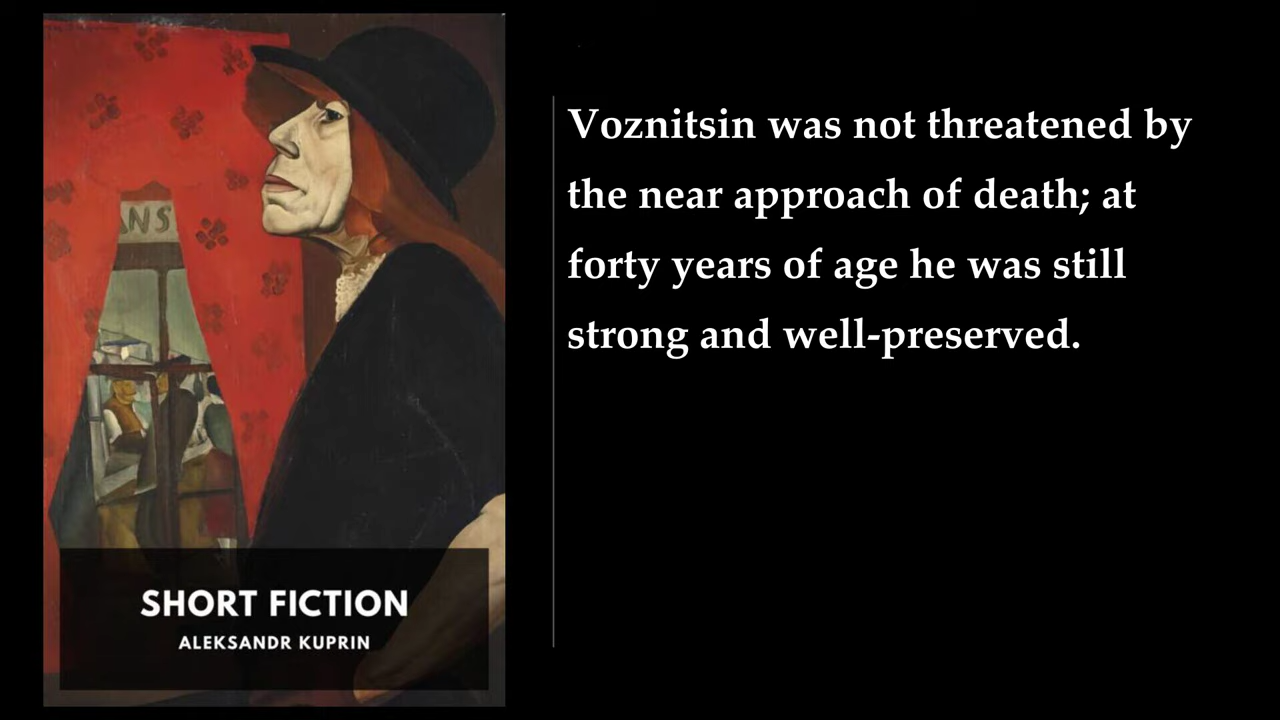 ANS
SHORT FICTION
ALEKSANDR KUPRIN
Voznitsin was not threatened by
the near approach of death; at
forty years of age he was still
strong and well-preserved.